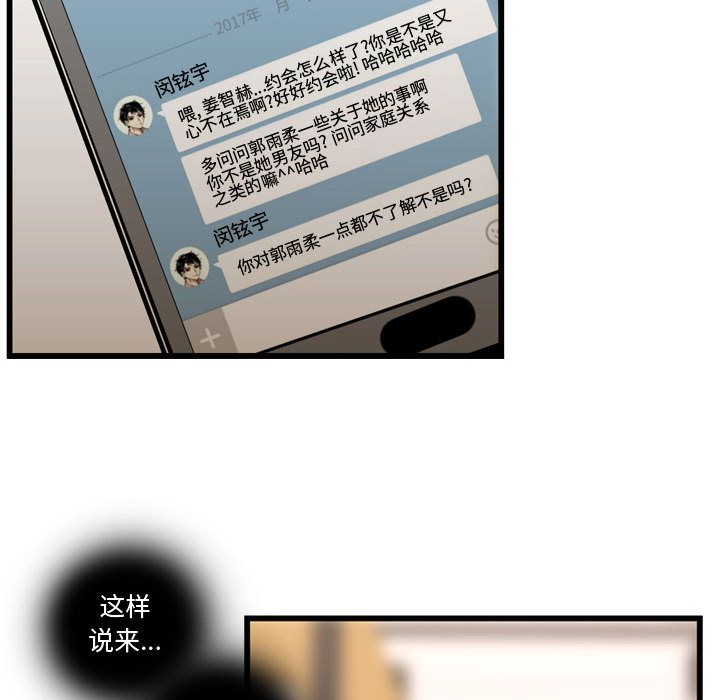 2017年 月
闵铉宇
喂,姜智赫...约会怎么样了?你是不是又
心不在焉啊?好好约会啦! 哈哈哈哈哈
多问问郭雨柔一些关于她的事啊
你不是她男友吗? 问问家庭关系
之类的嘛^^哈哈
闵铉宇
你对郭雨柔一点都不了解不是吗?
这样
说来...